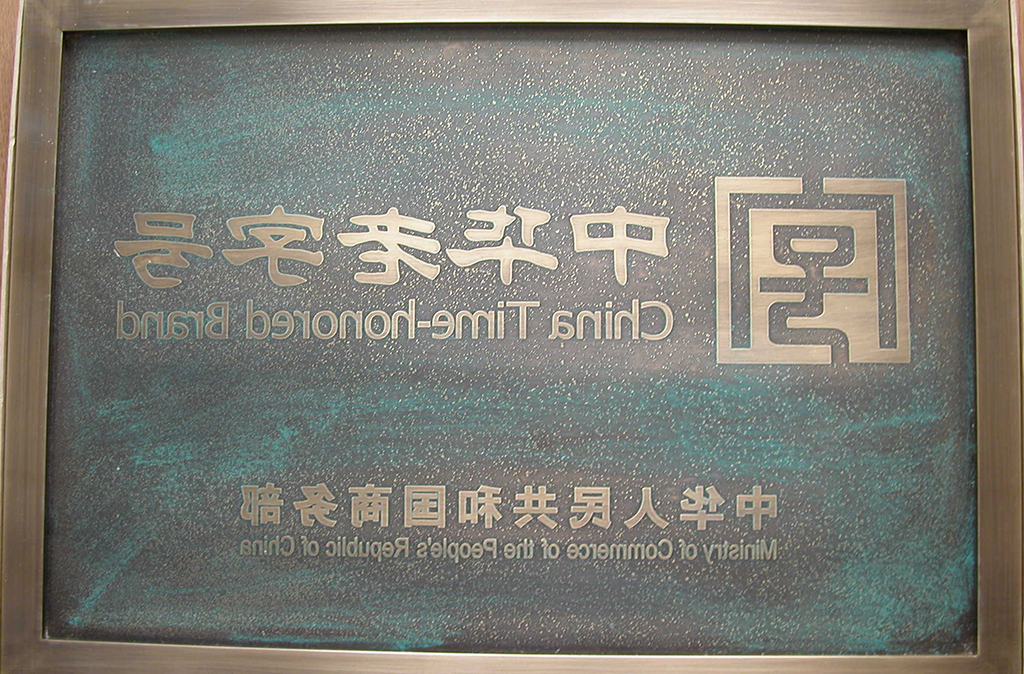 中华老字号
China Time-honored Brand
中华人民共和国商务部
Ministry of Commerce of the People's Republic of China